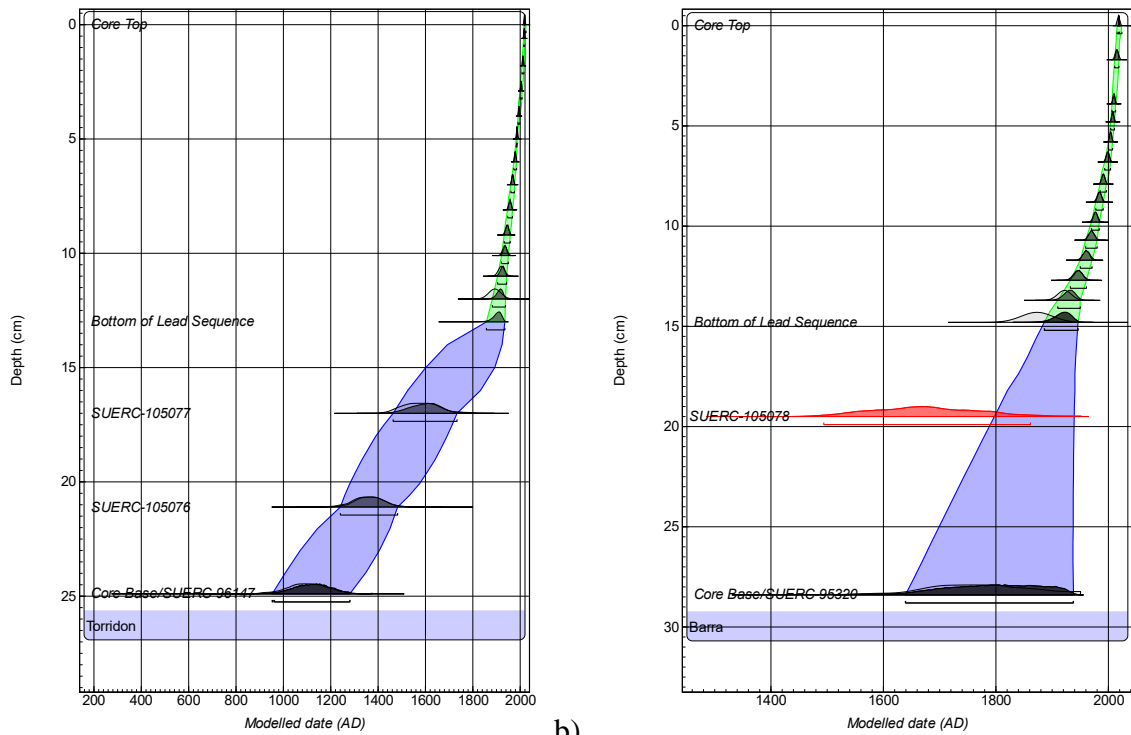 Core Top
Bottom of Lead Sequence
SUERC-105077
SUERC-105076
Core Base/SUERC-96147
Torridon
0
5
10
15
20
25
Depth (cm)
200 400 600 800 1000 1200 1400 1600 1800 2000
Modelled date (AD)
b)
Core Top
Bottom of Lead Sequence
SUERC-105078
Core Base/SUERC-95320
Barra
0
5
10
15
20
25
30
Depth (cm)
1400 1600 1800 2000
Modelled date (AD)